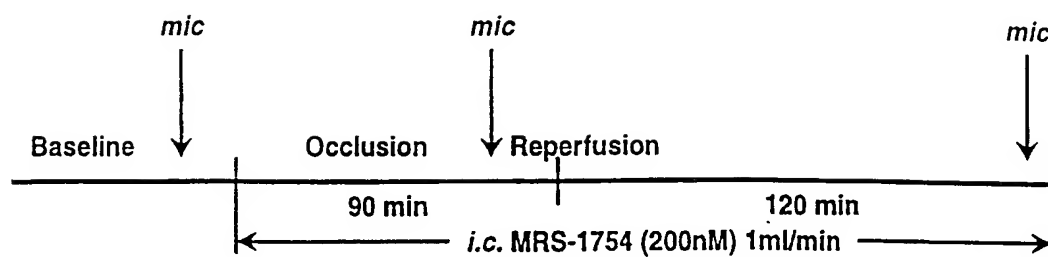 mic mic mic
Baseline Occlusion Reperfusion
90 min 120 min
i.c. MRS-1754 (200nM) 1ml/min